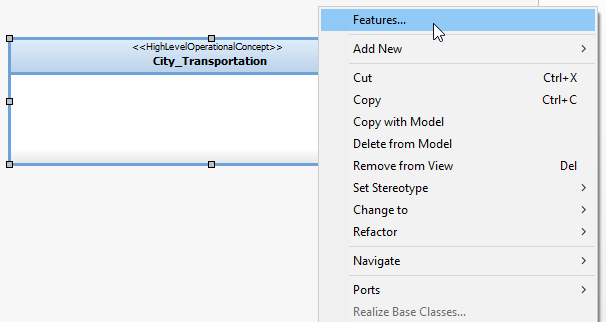 <<HighLevelOperationalConcept>>
City_Transportation
Features...
Add New
Cut Ctrl+X
Copy Ctrl+C
Copy with Model
Delete from Model
Remove from View Del
Set Stereotype
Change to
Refactor
Navigate
Ports
Realize Base Classes...